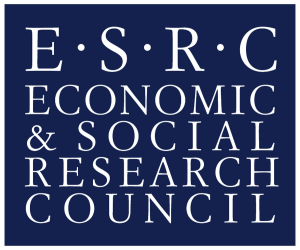 E·S·R·C
ECONOMIC
& SOCIAL
RESEARCH
COUNCIL